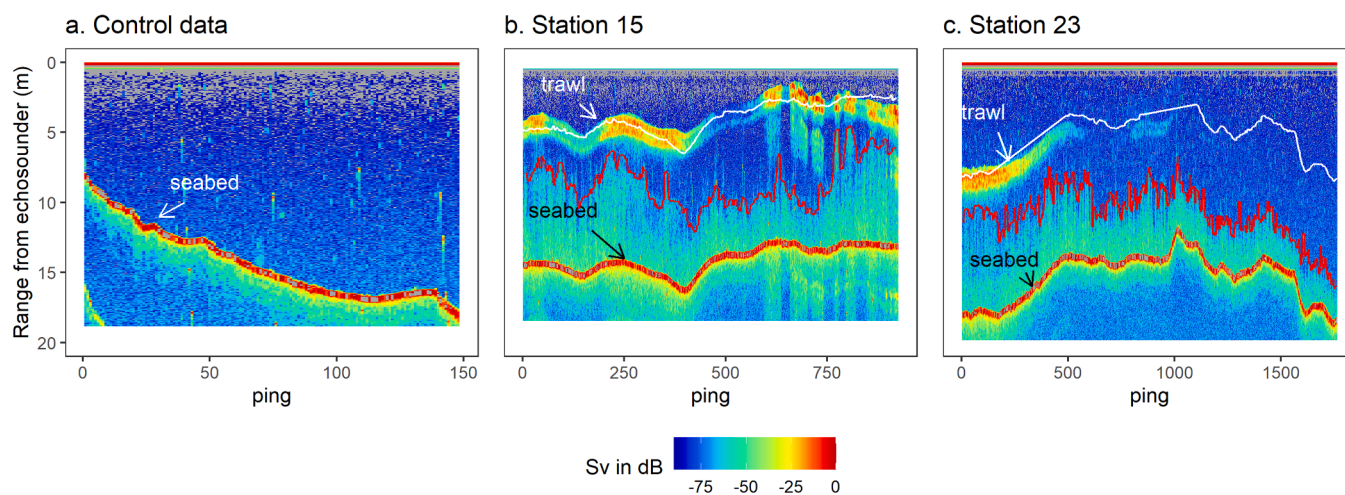 a. Control data
b. Station 15
c. Station 23
Range from echosounder (m)
0
5
10
15
20
seabed
trawl
seabed
trawl
seabed
0 50 100 150
0 250 500 750
0 500 1000 1500
ping
ping
ping
Sv in dB
-75 -50 -25 0